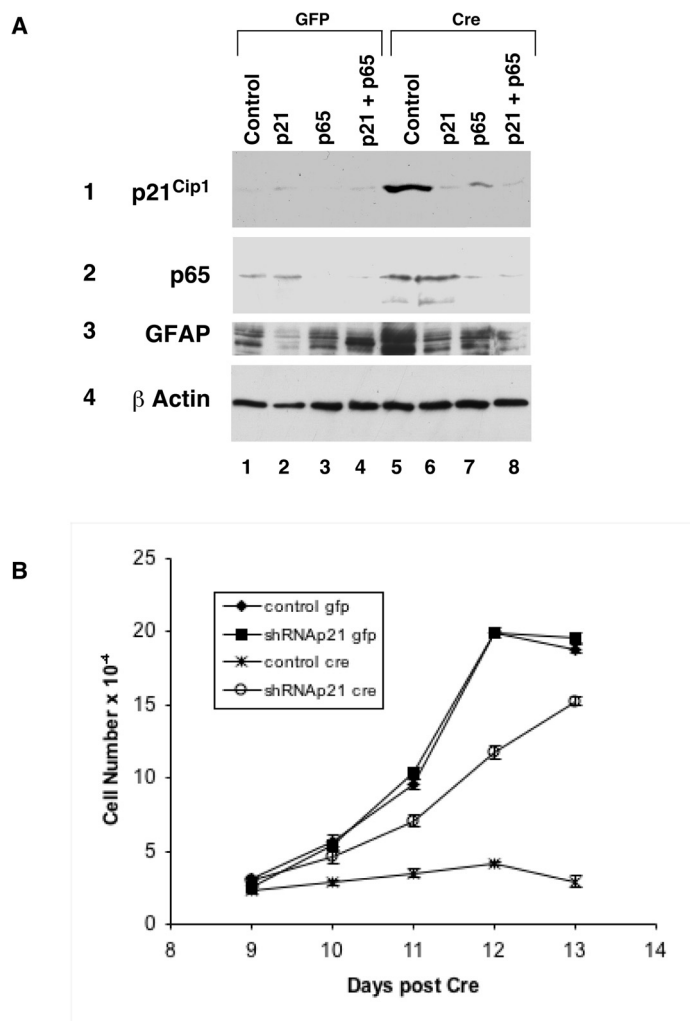 A
GFP Cre
Control p21 p65 p21 + p65 Control p21 p65 p21 + p65
1 p21Cip1
2 p65
3 GFAP
4 β Actin
1 2 3 4 5 6 7 8
B
25
20
15
10
5
0
control gfp
shRNAp21 gfp
control cre
shRNAp21 cre
Cell Number x 10-4
8 9 10 11 12 13 14
Days post Cre